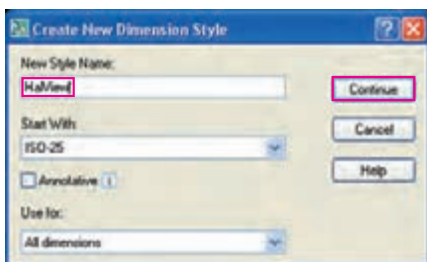 Create New Dimension Style
New Style Name:
HalView
Continue
Start With:
Cancel
ISO-25
Help
Annotative
Use for:
All dimensions